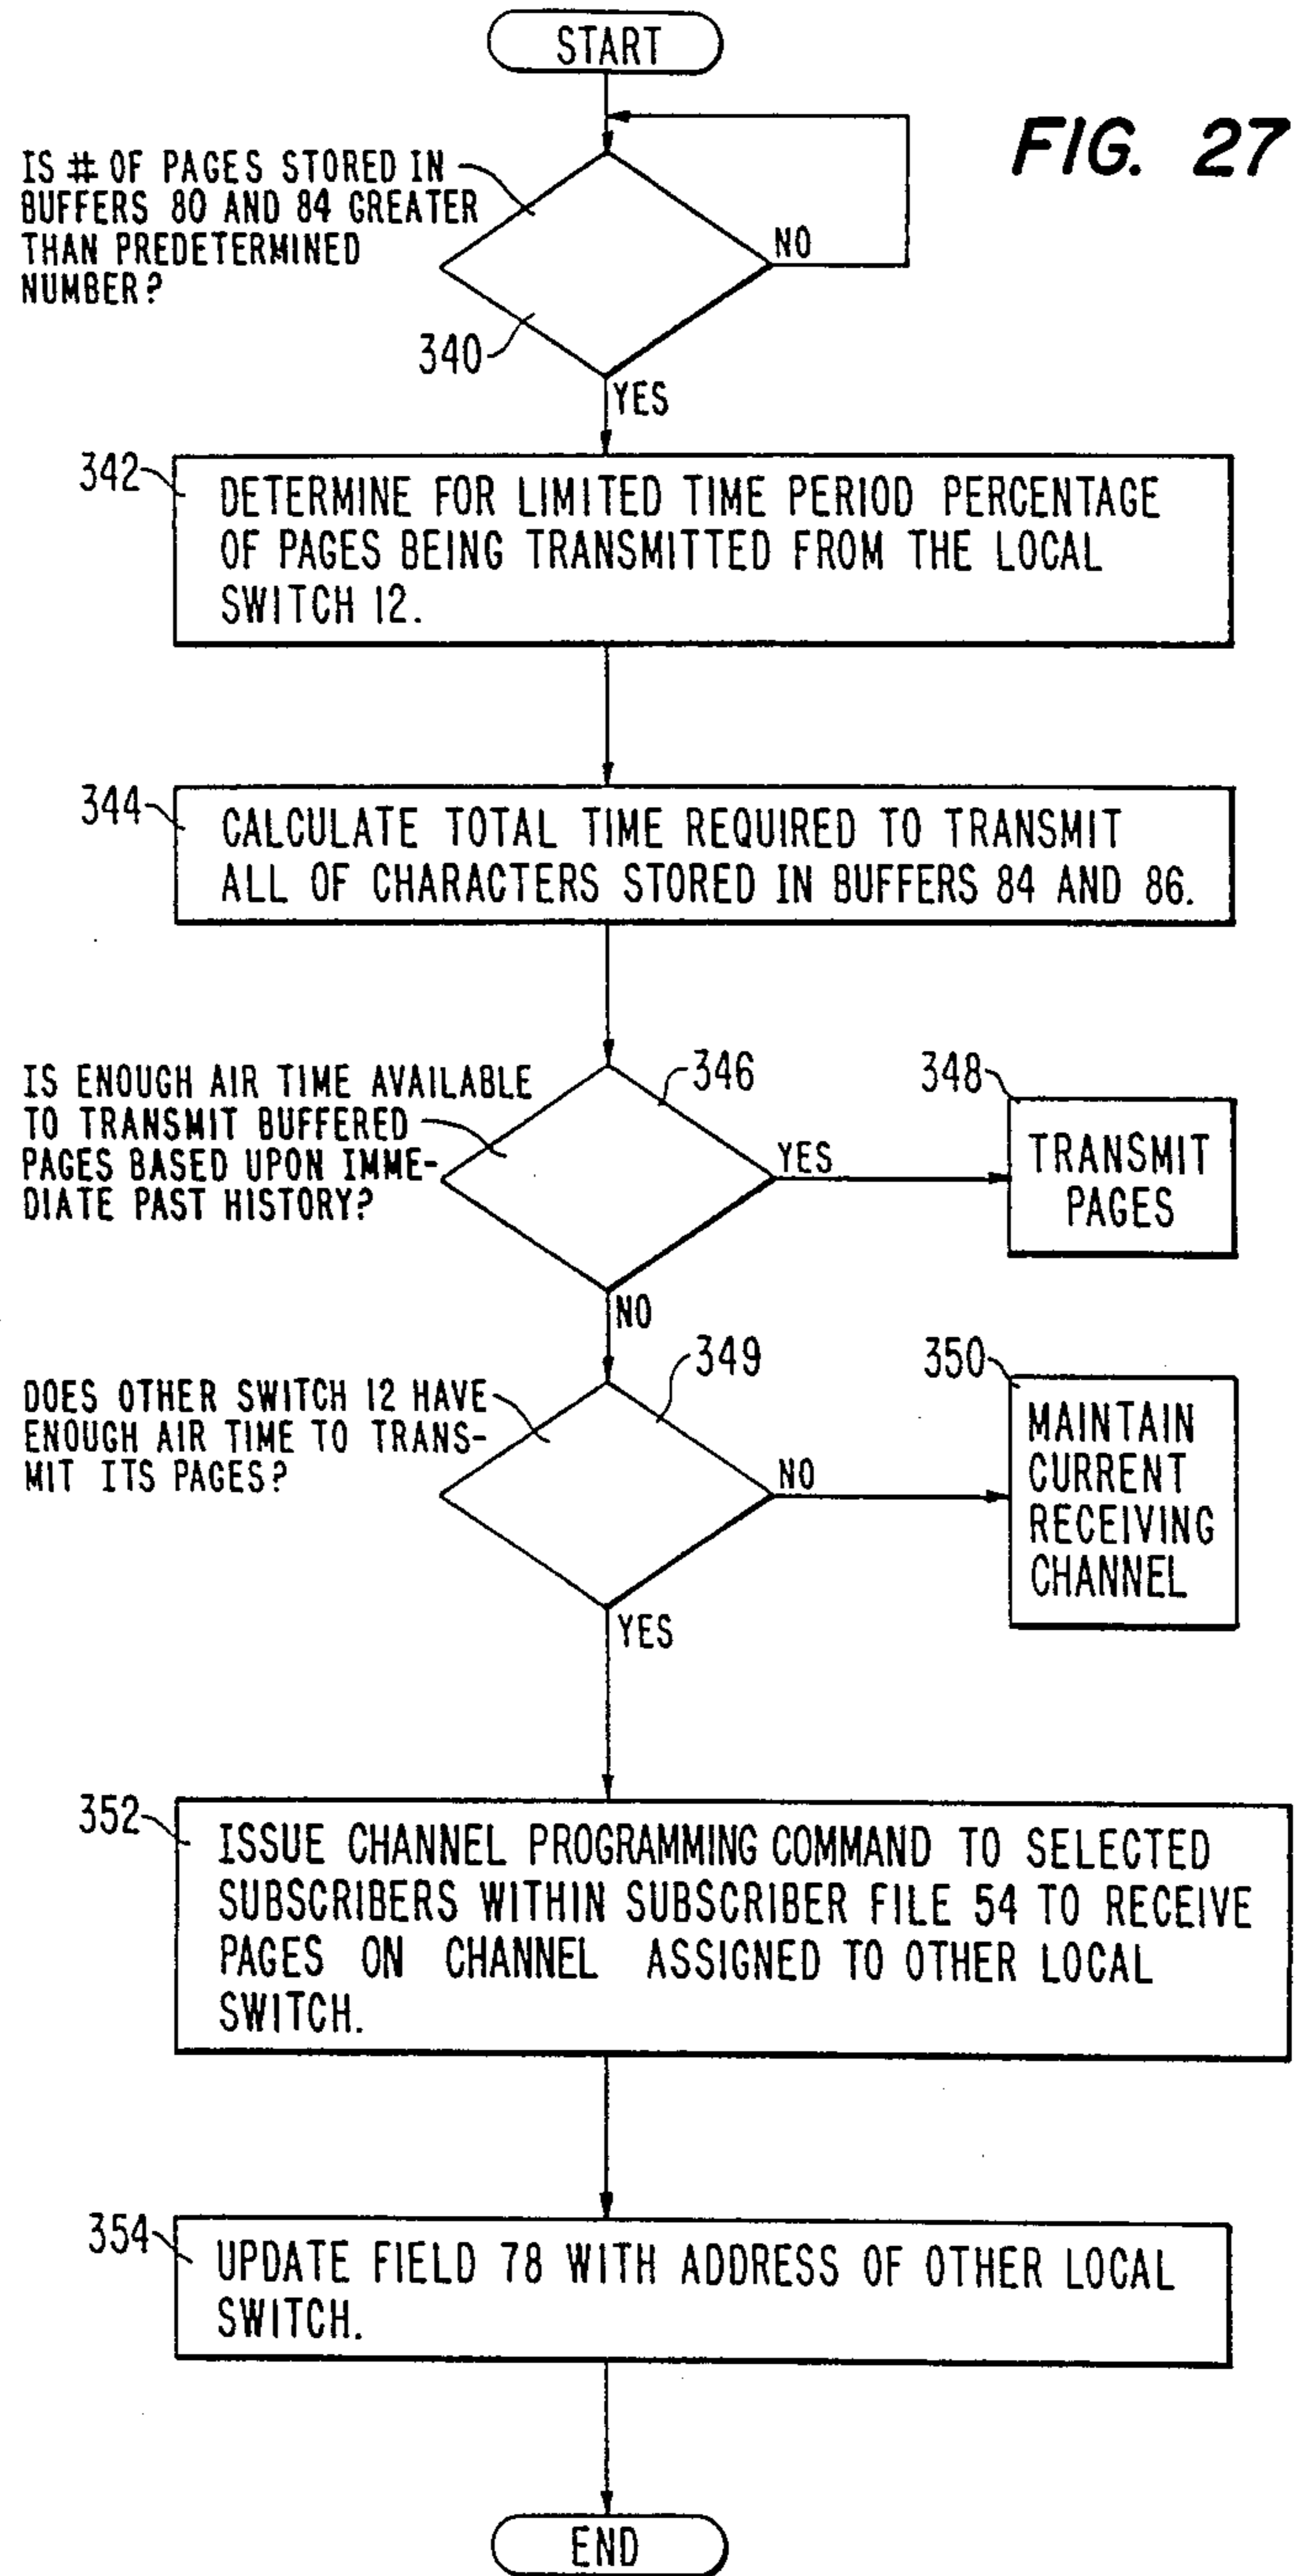 START
FIG. 27
IS # OF PAGES STORED IN
BUFFERS 80 AND 84 GREATER
THAN PREDETERMINED
NUMBER?
NO
340
YES
342
DETERMINE FOR LIMITED TIME PERIOD PERCENTAGE
OF PAGES BEING TRANSMITTED FROM THE LOCAL
SWITCH 12.
344
CALCULATE TOTAL TIME REQUIRED TO TRANSMIT
ALL OF CHARACTERS STORED IN BUFFERS 84 AND 86.
IS ENOUGH AIR TIME AVAILABLE
TO TRANSMIT BUFFERED
PAGES BASED UPON IMME-
DIATE PAST HISTORY?
346
YES
348
TRANSMIT
PAGES
NO
DOES OTHER SWITCH 12 HAVE
ENOUGH AIR TIME TO TRANS-
MIT ITS PAGES?
349
NO
350
MAINTAIN
CURRENT
RECEIVING
CHANNEL
YES
352
ISSUE CHANNEL PROGRAMMING COMMAND TO SELECTED
SUBSCRIBERS WITHIN SUBSCRIBER FILE 54 TO RECEIVE
PAGES ON CHANNEL ASSIGNED TO OTHER LOCAL
SWITCH.
354
UPDATE FIELD 78 WITH ADDRESS OF OTHER LOCAL
SWITCH.
END